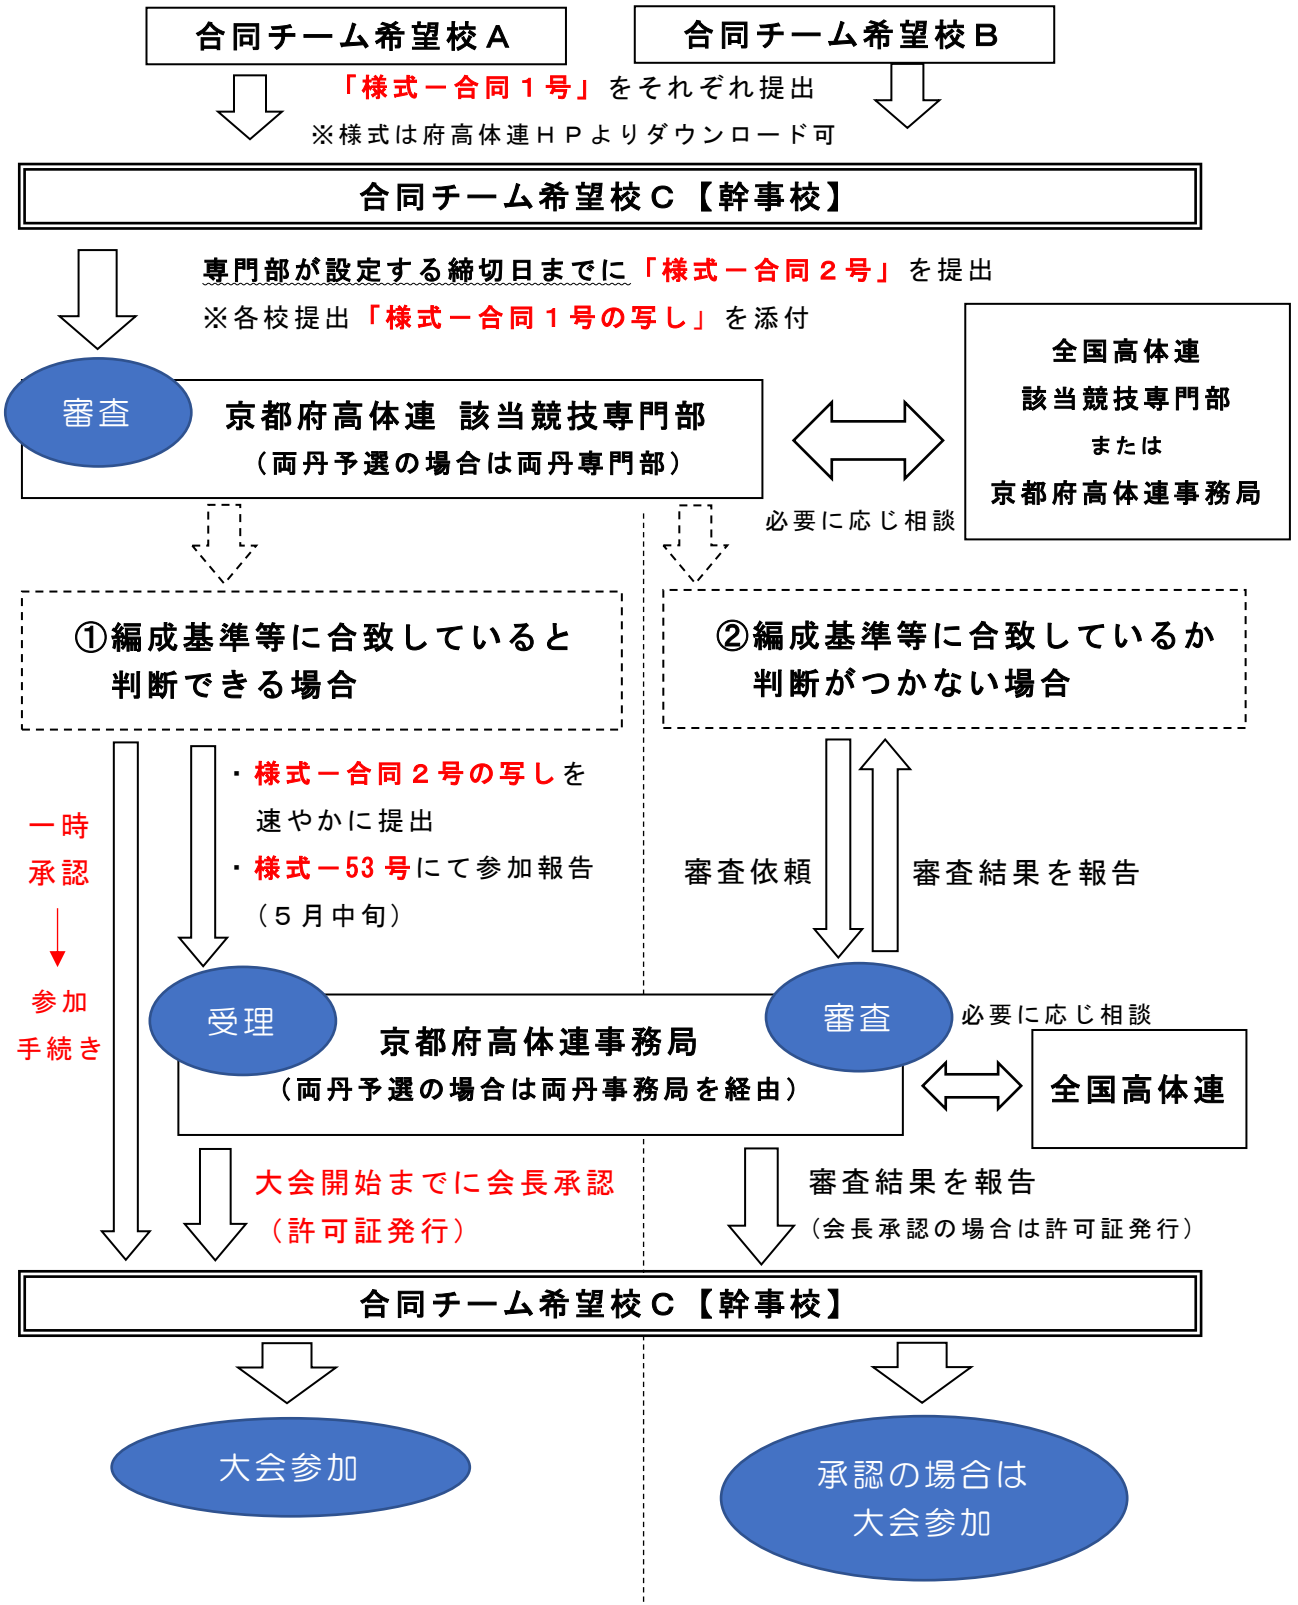 合同チーム希望校A
合同チーム希望校B
「様式－合同１号」をそれぞれ提出
※様式は府高体連ＨＰよりダウンロード可
合同チーム希望校C【幹事校】
専門部が設定する締切日までに「様式－合同２号」を提出
※各校提出「様式－合同１号の写し」を添付
審査
京都府高体連 該当競技専門部
（両丹予選の場合は両丹専門部）
全国高体連
該当競技専門部
または
京都府高体連事務局
必要に応じ相談
①編成基準等に合致していると
判断できる場合
②編成基準等に合致しているか
判断がつかない場合
・様式－合同２号の写しを
速やかに提出
・様式－53 号にて参加報告
（５月中旬）
一時
承認
参加
手続き
審査依頼
審査結果を報告
受理
審査
京都府高体連事務局
（両丹予選の場合は両丹事務局を経由）
必要に応じ相談
全国高体連
大会開始までに会長承認
（許可証発行）
審査結果を報告
（会長承認の場合は許可証発行）
合同チーム希望校C【幹事校】
大会参加
承認の場合は
大会参加